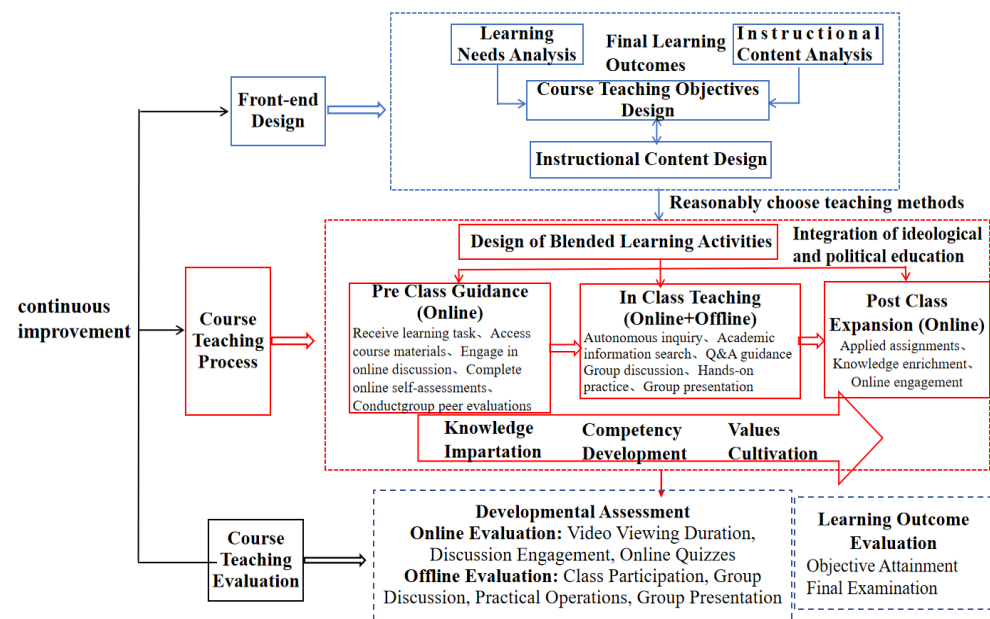 Learning
Needs Analysis
Final Learning
Outcomes
Instructional
Content Analysis
Course Teaching Objectives
Design
Instructional Content Design
Front-end
Design
Reasonably choose teaching methods
Design of Blended Learning Activities
Integration of ideological
and political education
continuous
improvement
Course
Teaching
Process
Pre Class Guidance
(Online)
Receive learning task、Access
course materials、Engage in
online discussion、Complete
online self-assessments、
Conductgroup peer evaluations
In Class Teaching
(Online+Offline)
Autonomous inquiry、Academic
information search、Q&A guidance
Group discussion、Hands-on
practice、Group presentation
Post Class
Expansion (Online)
Applied assignments、
Knowledge enrichment、
Online engagement
Knowledge
Impartation
Competency
Development
Values
Cultivation
Course
Teaching
Evaluation
Developmental Assessment
Online Evaluation: Video Viewing Duration,
Discussion Engagement, Online Quizzes
Offline Evaluation: Class Participation, Group
Discussion, Practical Operations, Group Presentation
Learning Outcome
Evaluation
Objective Attainment
Final Examination